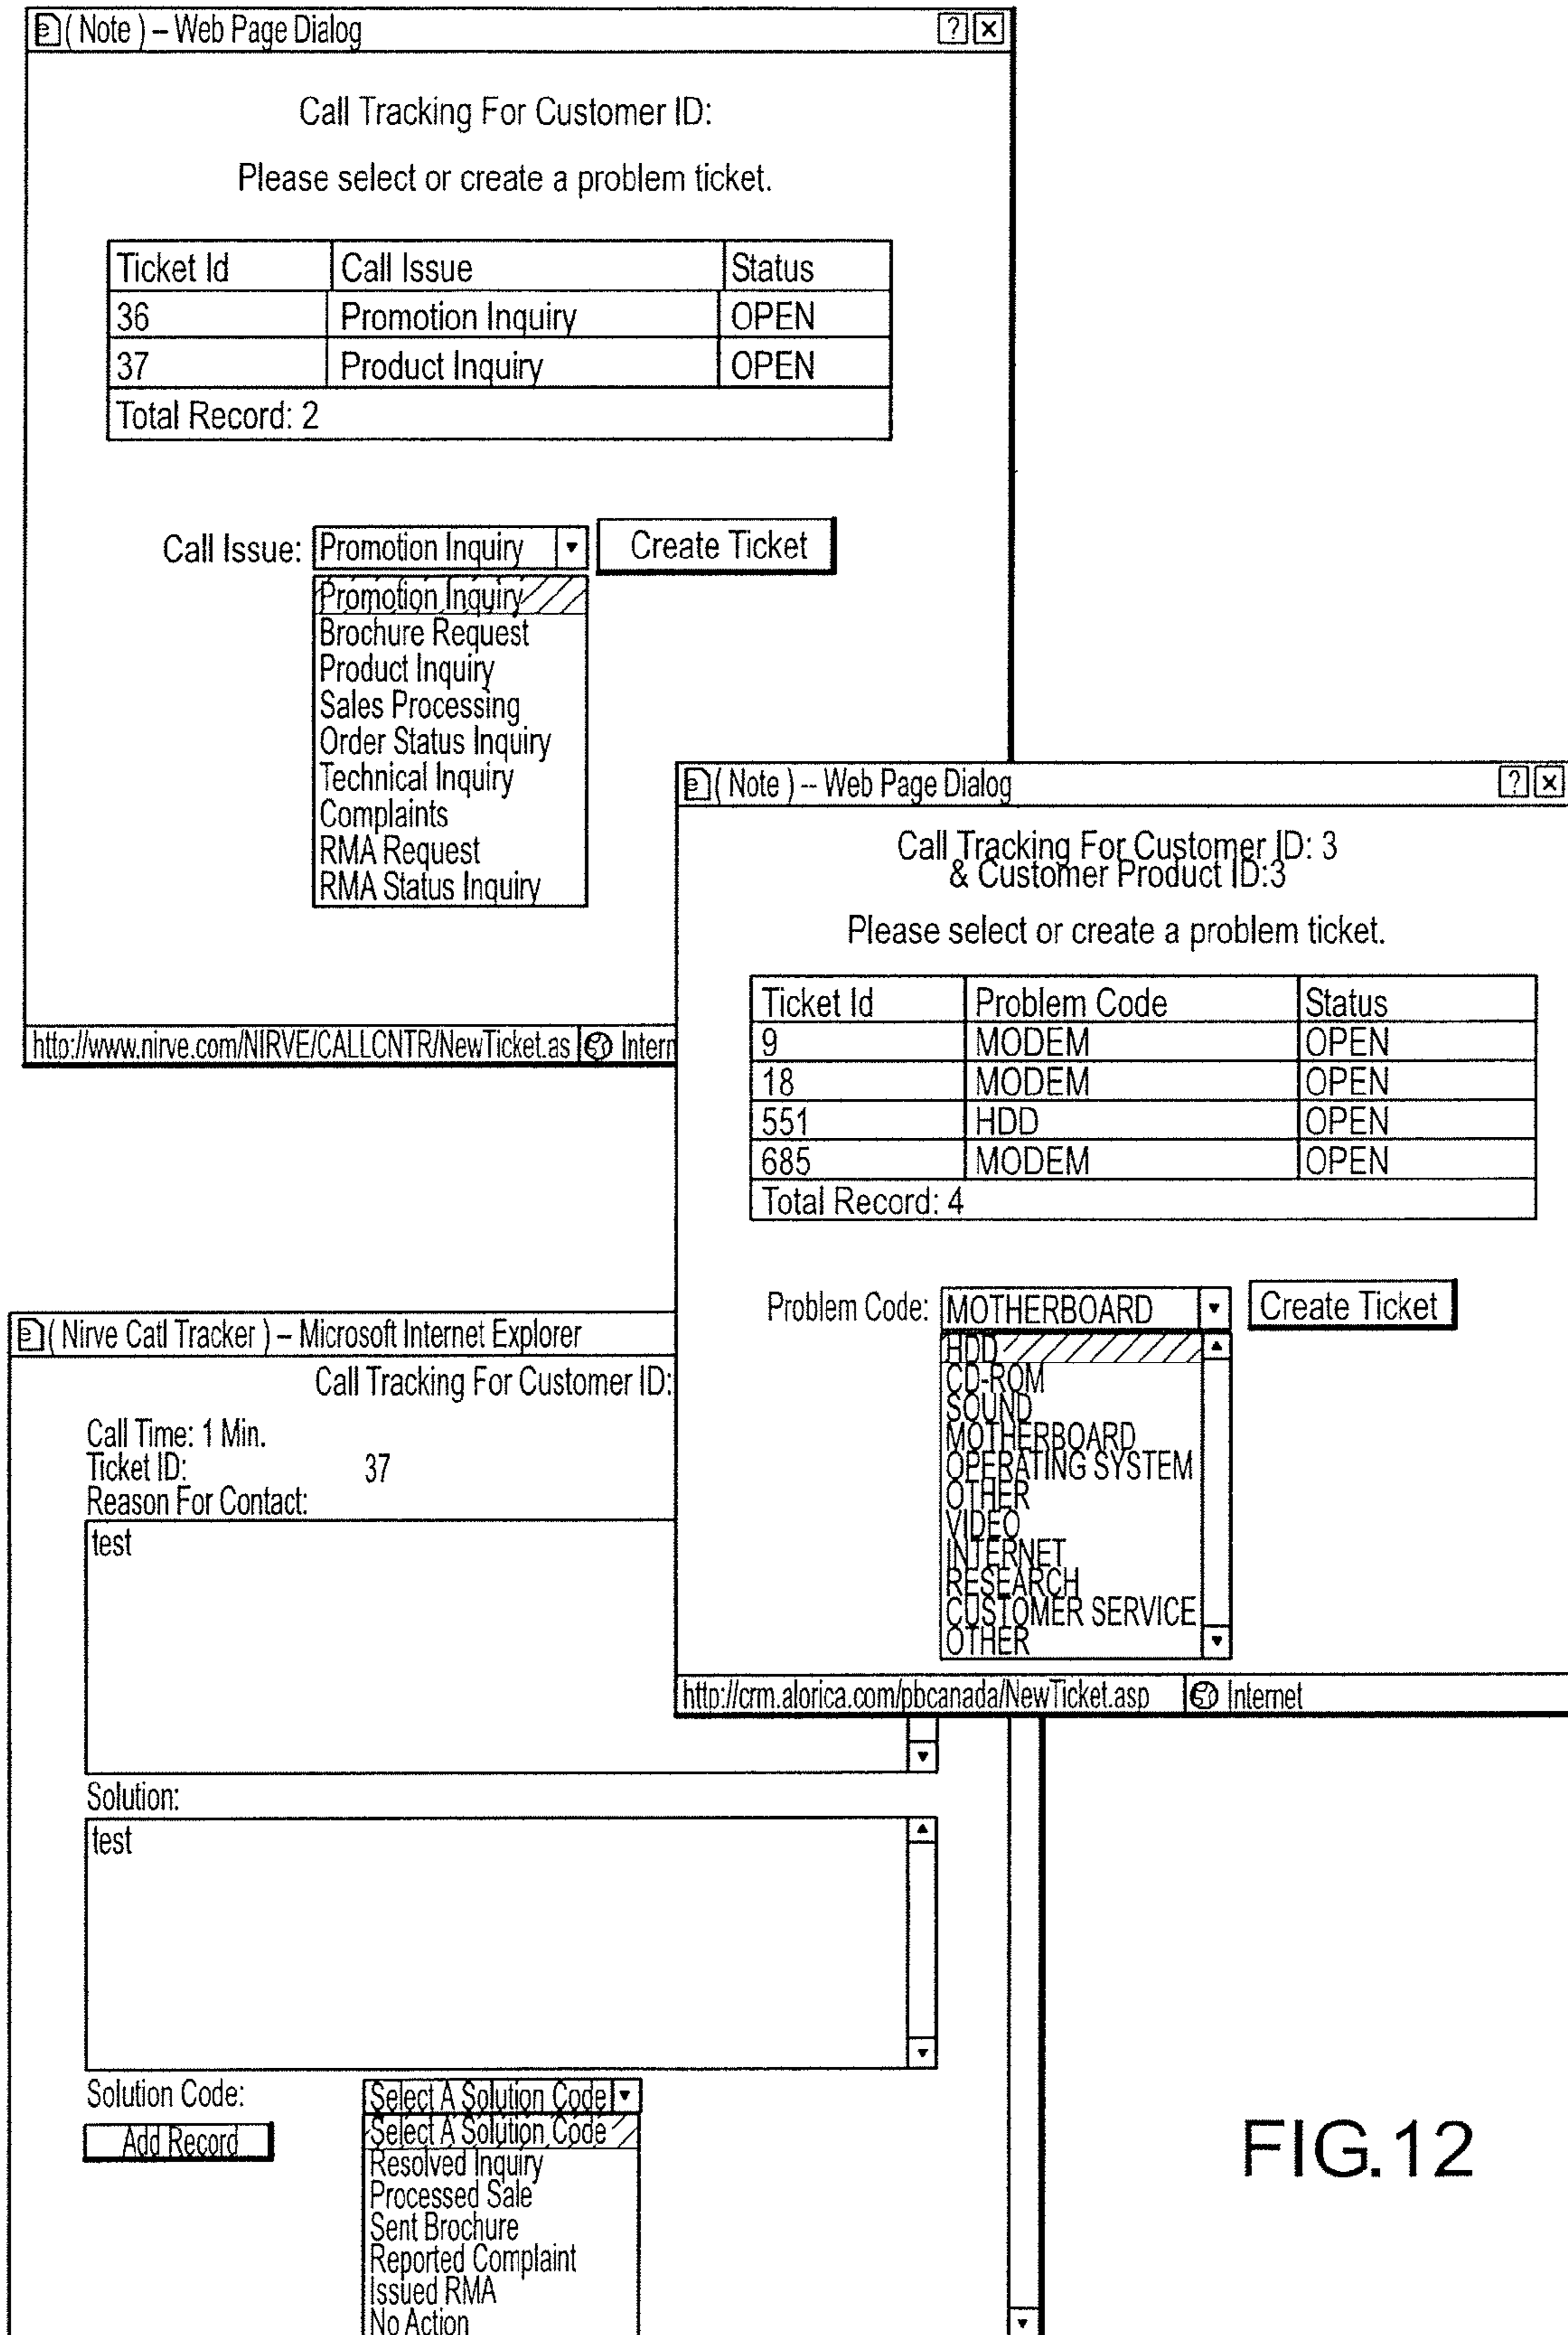 ( Note ) – Web Page Dialog
Call Tracking For Customer ID:
Please select or create a problem ticket.
Ticket Id Call Issue Status
36 Promotion Inquiry OPEN
37 Product Inquiry OPEN
Total Record: 2
Call Issue: Promotion Inquiry Create Ticket
Promotion Inquiry
Brochure Request
Product Inquiry
Sales Processing
Order Status Inquiry
Technical Inquiry
Complaints
RMA Request
RMA Status Inquiry
http://www.nirve.com/NIRVE/CALLCNTR/NewTicket.as Intern
( Note ) -- Web Page Dialog
Call Tracking For Customer ID: 3
& Customer Product ID:3
Please select or create a problem ticket.
Ticket Id Problem Code Status
9 MODEM OPEN
18 MODEM OPEN
551 HDD OPEN
685 MODEM OPEN
Total Record: 4
Problem Code: MOTHERBOARD Create Ticket
HDD
CD-ROM
SOUND
MOTHERBOARD
OPERATING SYSTEM
OTHER
VIDEO
INTERNET
RESEARCH
CUSTOMER SERVICE
OTHER
http://crm.alorica.com/pbcanada/NewTicket.asp Internet
( Nirve Catl Tracker ) – Microsoft Internet Explorer
Call Tracking For Customer ID:
Call Time: 1 Min.
Ticket ID: 37
Reason For Contact:
test
Solution:
test
Solution Code: Select A Solution Code
Add Record
Select A Solution Code
Resolved Inquiry
Processed Sale
Sent Brochure
Reported Complaint
Issued RMA
No Action
FIG.12